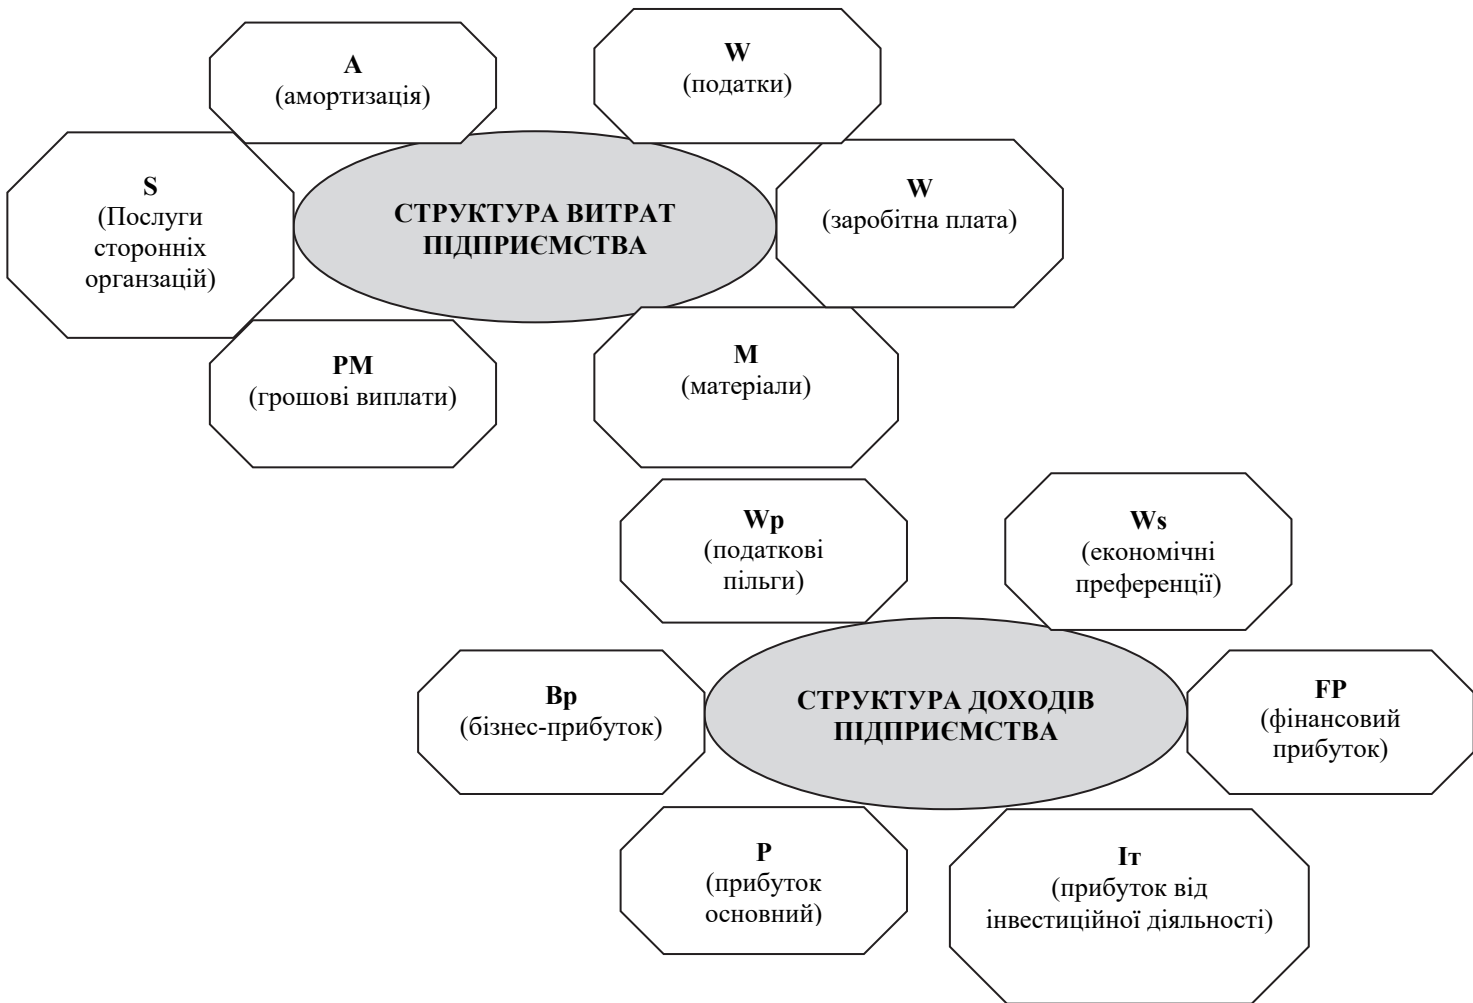 A
(амортизація)
W
(податки)
S
(Послуги
сторонніх
органзацій)
СТРУКТУРА ВИТРАТ
ПІДПРИЄМСТВА
W
(заробітна плата)
PM
(грошові виплати)
M
(матеріали)
Wp
(податкові
пільги)
Ws
(економічні
преференції)
Bp
(бізнес-прибуток)
СТРУКТУРА ДОХОДІВ
ПІДПРИЄМСТВА
FP
(фінансовий
прибуток)
P
(прибуток
основний)
Iт
(прибуток від
інвестиційної діяльності)